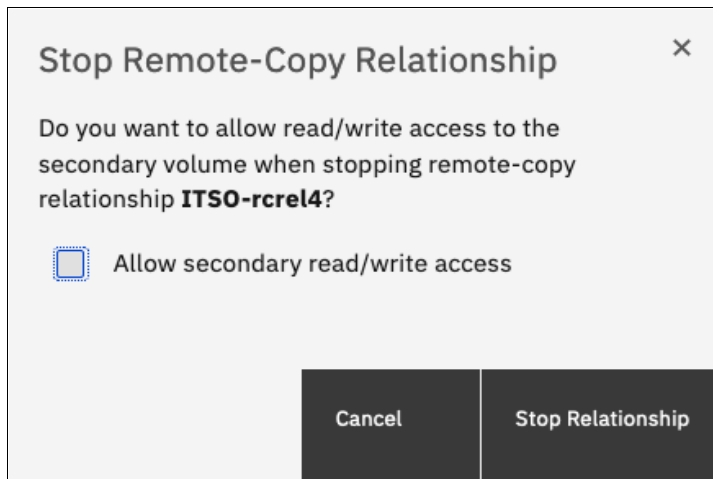 Stop Remote-Copy Relationship
Do you want to allow read/write access to the
secondary volume when stopping remote-copy
relationship ITSO-rcrel4?
Allow secondary read/write access
Cancel
Stop Relationship